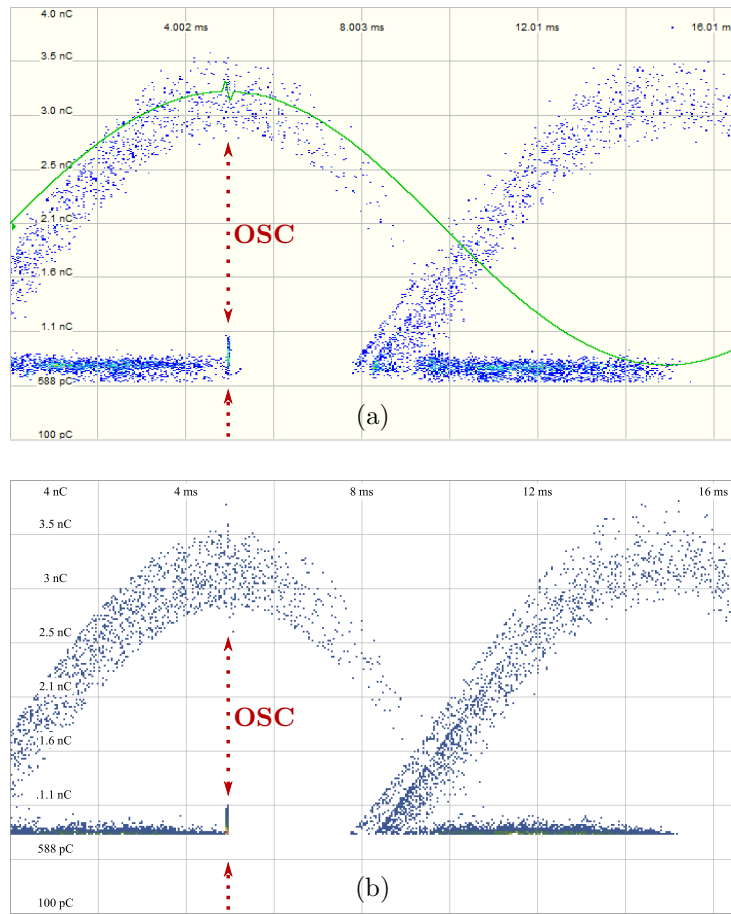 4.0 nC
4.002 ms
8.003 ms
12.01 ms
16.01 ms
3.5 nC
3.0 nC
2.5 nC
2.1 nC
OSC
1.6 nC
1.1 nC
588 pC
(a)
100 pC
4 nC
4 ms
8 ms
12 ms
16 ms
3.5 nC
3 nC
2.5 nC
2.1 nC
OSC
1.6 nC
1.1 nC
588 pC
(b)
100 pC